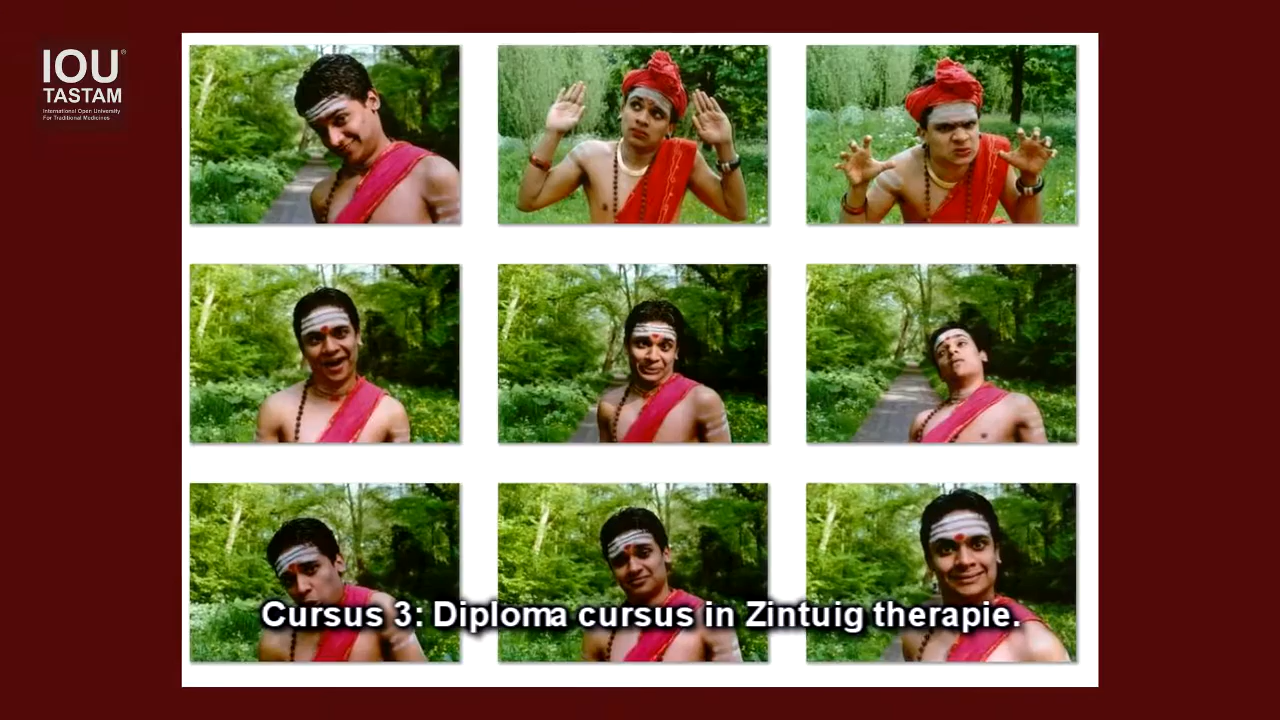 IOU®
TASTAM
International Open University
For Traditional Medicines
Cursus 3: Diploma cursus in Zintuig therapie.